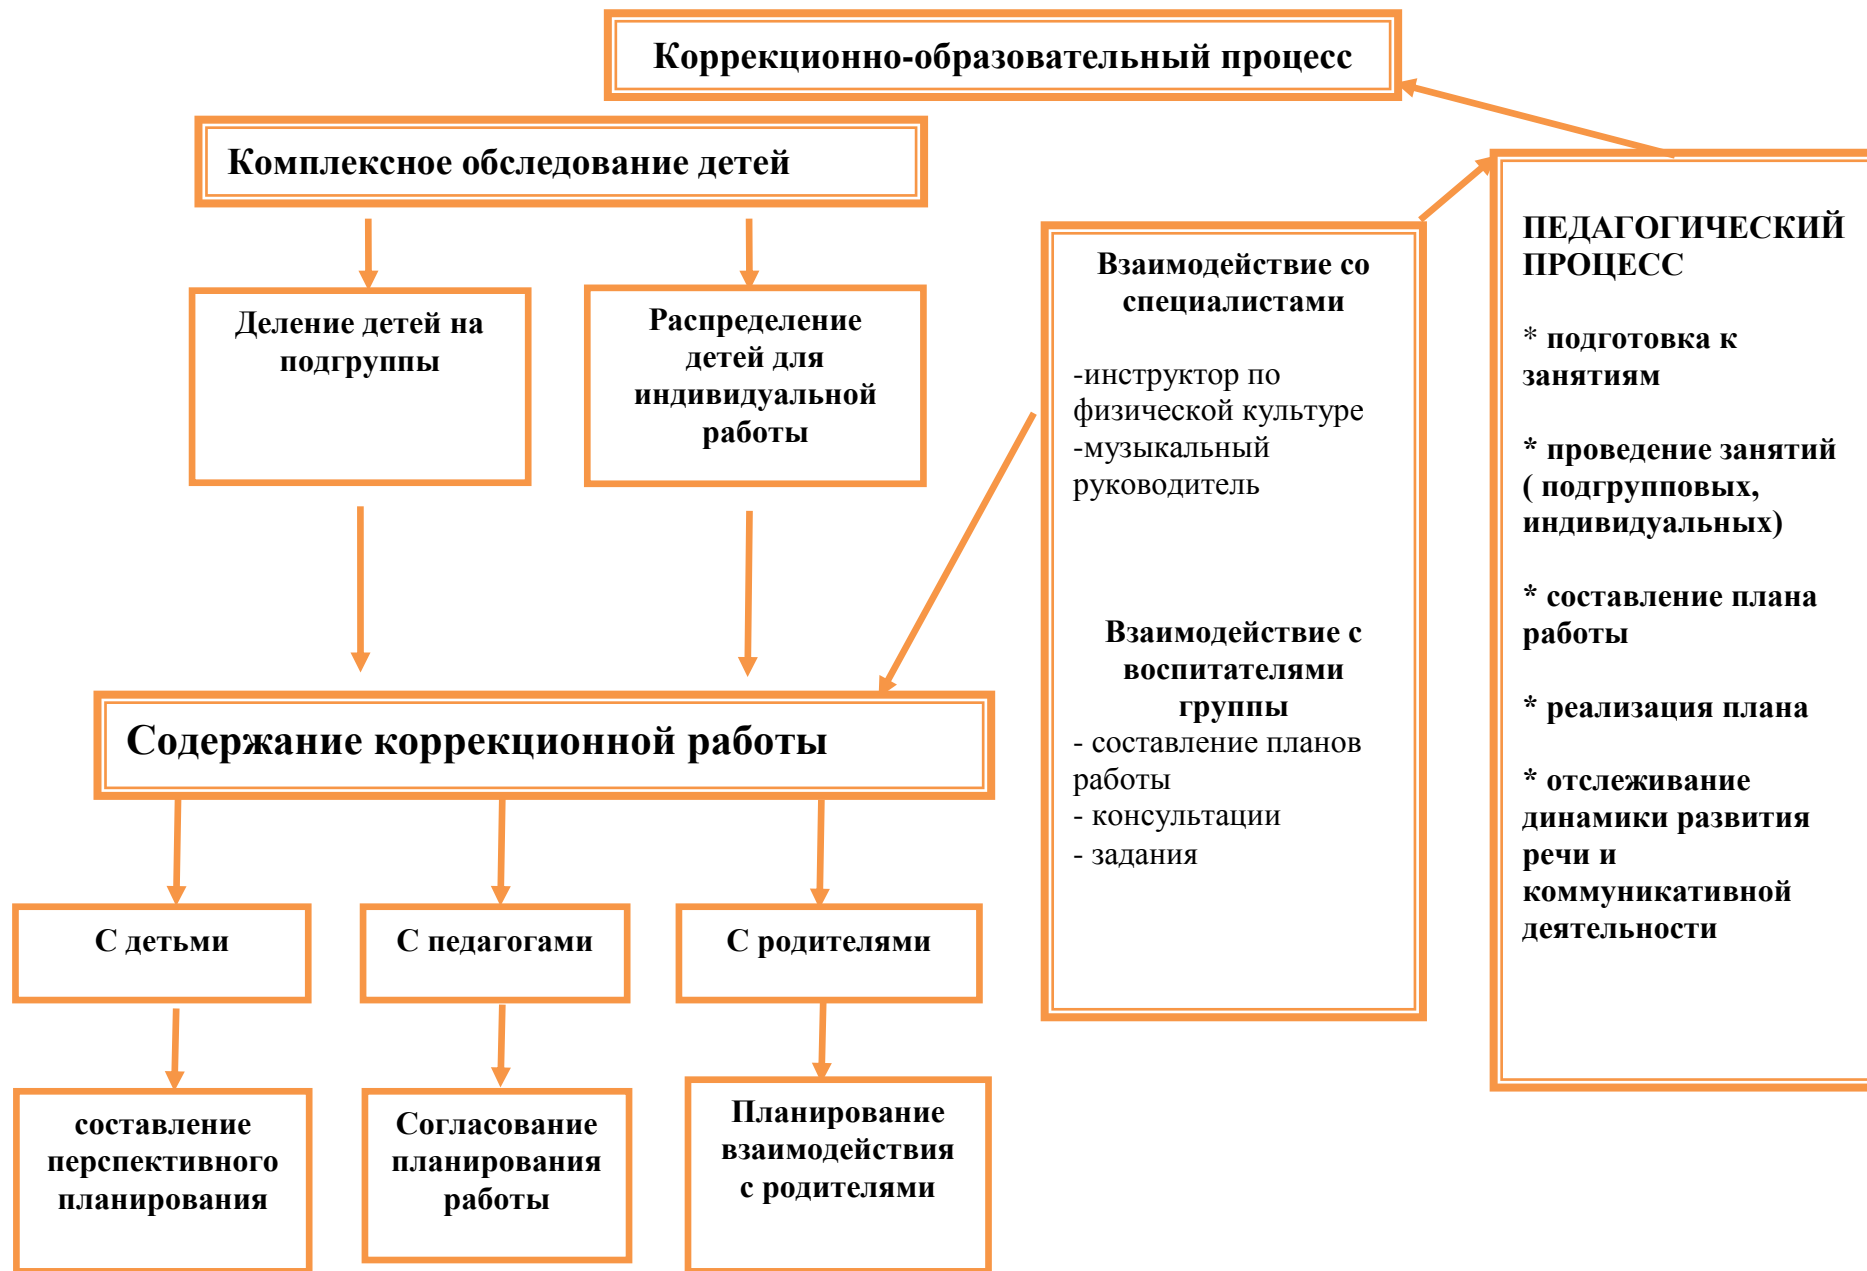 Коррекционно-образовательный процесс
Комплексное обследование детей
Деление детей на
подгруппы
Распределение
детей для
индивидуальной
работы
Содержание коррекционной работы
С детьми
С педагогами
С родителями
составление
перспективного
планирования
Согласование
планирования
работы
Планирование
взаимодействия
с родителями
Взаимодействие со
специалистами
-инструктор по
физической культуре
-музыкальный
руководитель
Взаимодействие с
воспитателями
группы
- составление планов
работы
- консультации
- задания
ПЕДАГОГИЧЕСКИЙ
ПРОЦЕСС
* подготовка к
занятиям
* проведение занятий
( подгрупповых,
индивидуальных)
* составление плана
работы
* реализация плана
* отслеживание
динамики развития
речи и
коммуникативной
деятельности